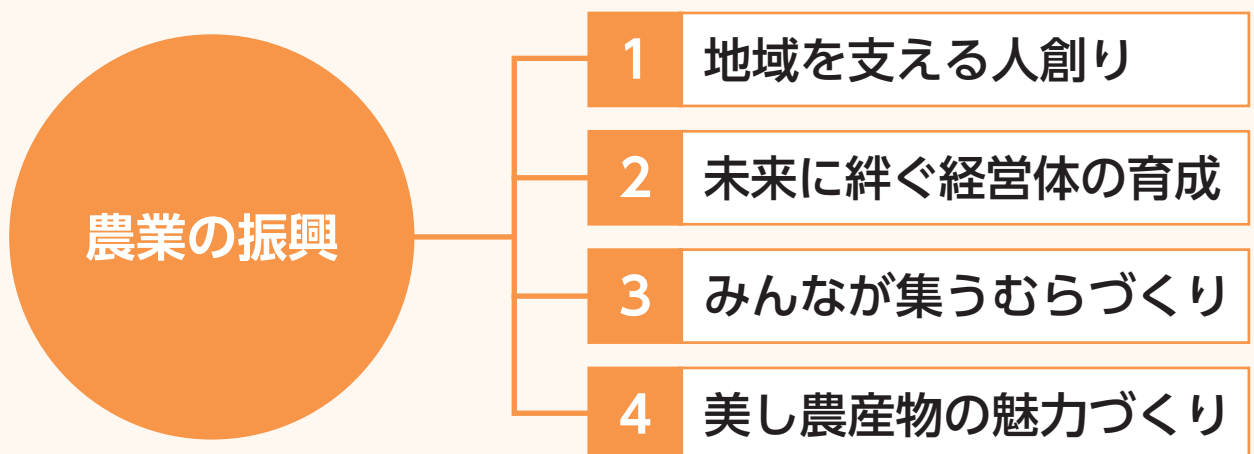 農業の振興
1 地域を支える人創り
2 未来に絆ぐ経営体の育成
3 みんなが集うむらづくり
4 美し農産物の魅力づくり